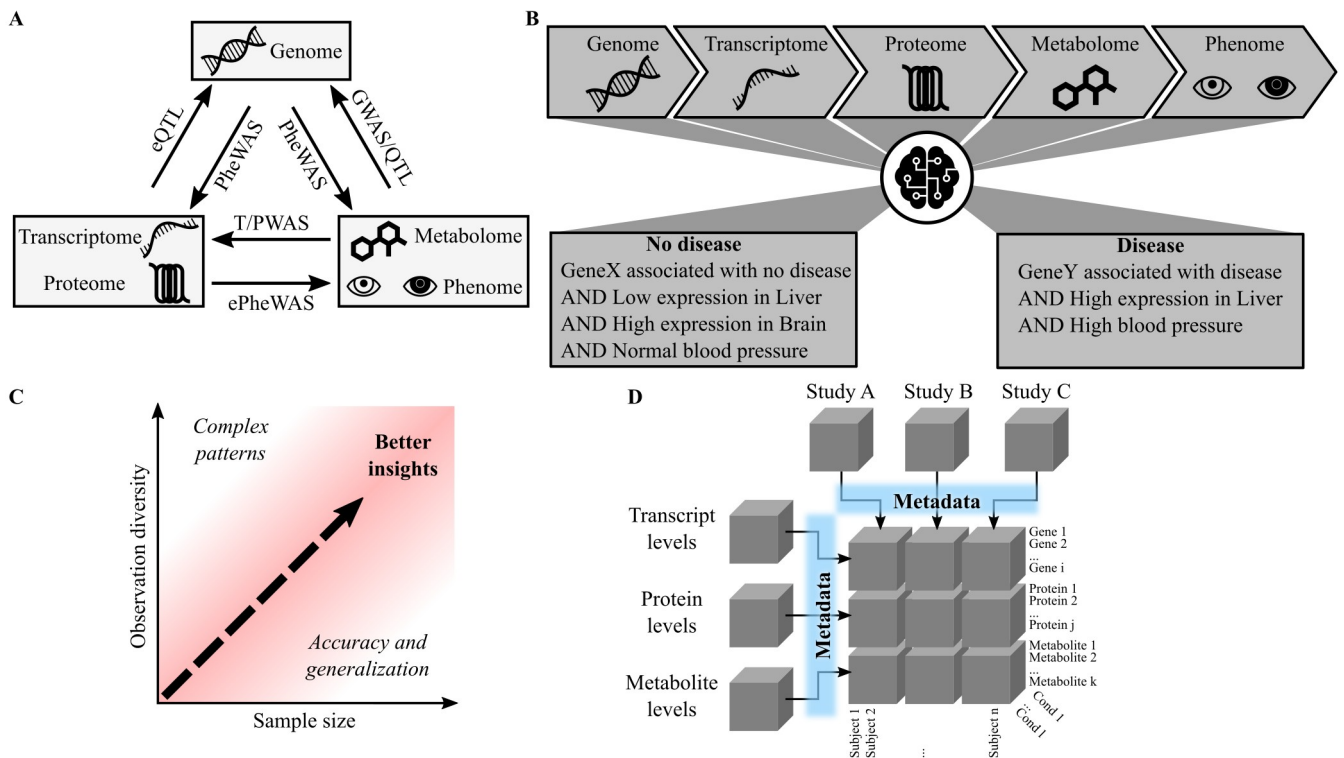 A
Genome
eQTL
PheWAS
PheWAS
GWAS/QTL
Transcriptome
Proteome
T/PWAS
ePheWAS
Metabolome
Phenome
B
Genome
Transcriptome
Proteome
Metabolome
Phenome
No disease
GeneX associated with no disease
AND Low expression in Liver
AND High expression in Brain
AND Normal blood pressure
Disease
GeneY associated with disease
AND High expression in Liver
AND High blood pressure
C
Observation diversity
Complex
patterns
Better
insights
Accuracy and
generalization
Sample size
D
Study A
Study B
Study C
Metadata
Transcript
levels
Protein
levels
Metabolite
levels
Metadata
Gene 1
Gene 2
...
Gene i
Protein 1
Protein 2
...
Protein j
Metabolite 1
Metabolite 2
...
Metabolite k
Cond 1
...
Cond l
Subject 1
Subject 2
...
Subject n